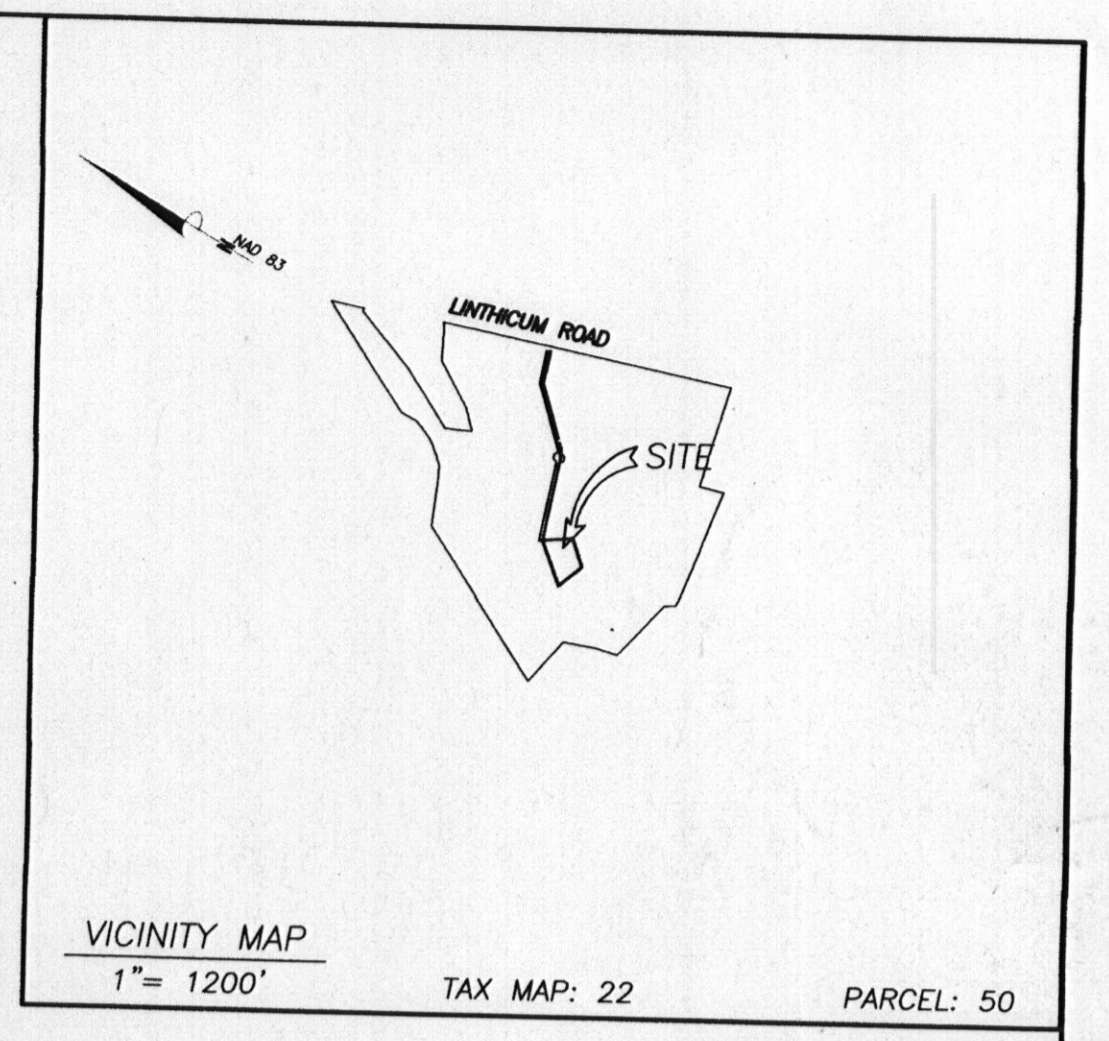 N NAD 83
LINTHICUM ROAD
SITE
VICINITY MAP
1"= 1200'
TAX MAP: 22
PARCEL: 50